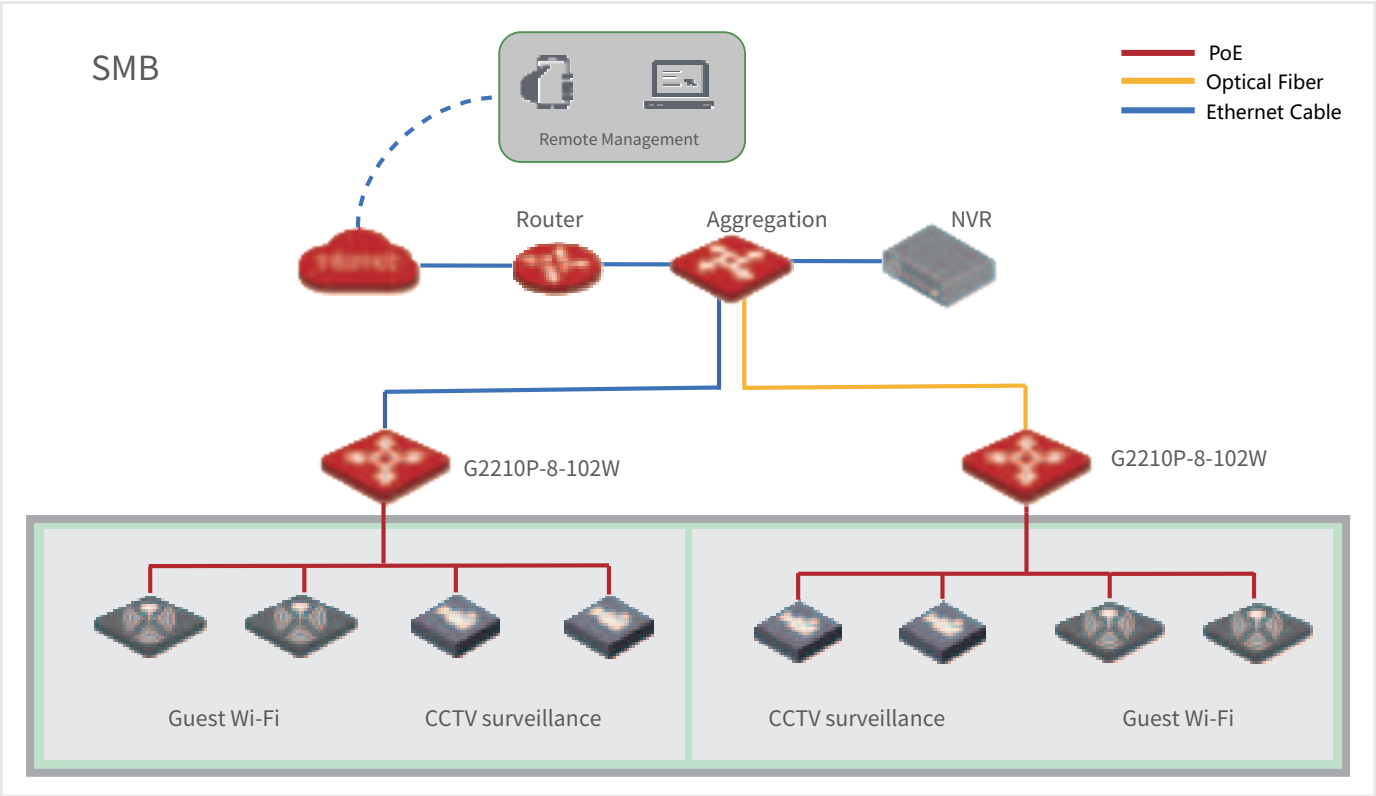 SMB
PoE
Optical Fiber
Ethernet Cable
Remote Management
Router
Aggregation
NVR
G2210P-8-102W
G2210P-8-102W
Guest Wi-Fi
CCTV surveillance
CCTV surveillance
Guest Wi-Fi